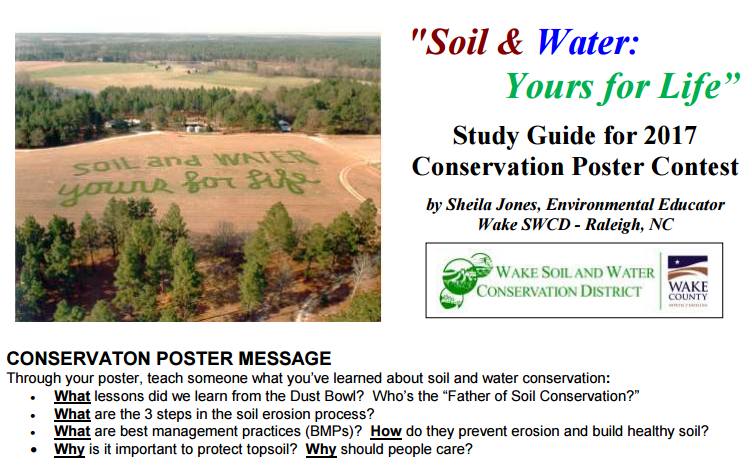 "Soil & Water:
Yours for Life”
SOIL and WATER
yours for life
Study Guide for 2017
Conservation Poster Contest
by Sheila Jones, Environmental Educator
Wake SWCD - Raleigh, NC
WAKE SOIL AND WATER
CONSERVATION DISTRICT
WAKE
COUNTY
NORTH CAROLINA
CONSERVATON POSTER MESSAGE
Through your poster, teach someone what you’ve learned about soil and water conservation:
• What lessons did we learn from the Dust Bowl? Who’s the “Father of Soil Conservation?”
• What are the 3 steps in the soil erosion process?
• What are best management practices (BMPs)? How do they prevent erosion and build healthy soil?
• Why is it important to protect topsoil? Why should people care?